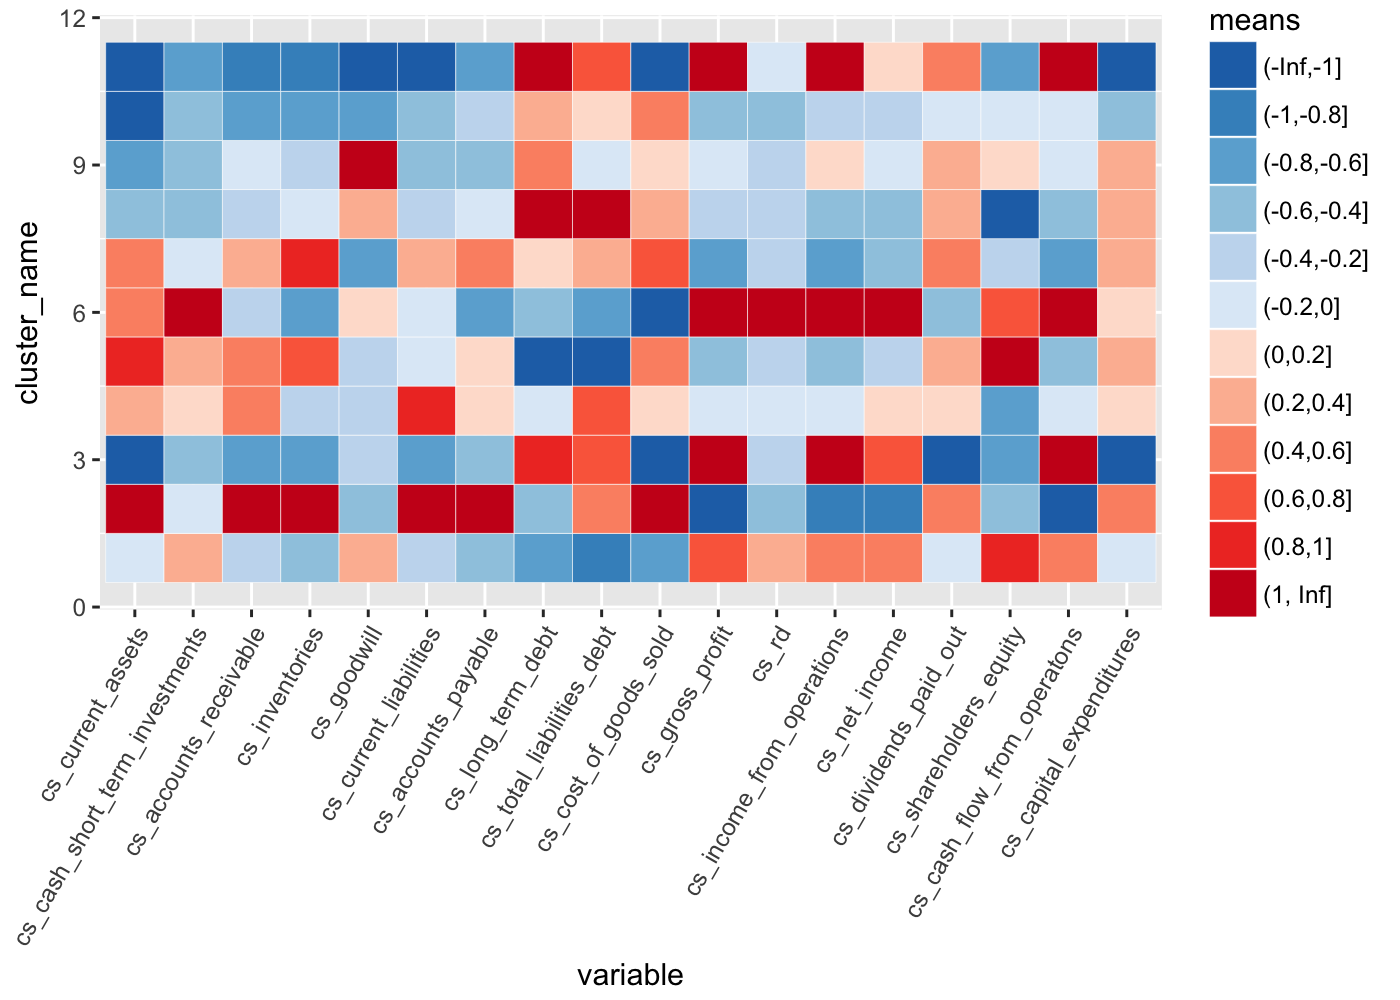 means
(-Inf,-1]
(-1,-0.8]
(-0.8,-0.6]
(-0.6,-0.4]
(-0.4,-0.2]
(-0.2,0]
(0,0.2]
(0.2,0.4]
(0.4,0.6]
(0.6,0.8]
(0.8,1]
(1, Inf]
cluster_name
12
9
6
3
0
cs_current_assets
cs_cash_short_term_investments
cs_accounts_receivable
cs_inventories
cs_goodwill
cs_current_liabilities
cs_accounts_payable
cs_long_term_debt
cs_total_liabilities_debt
cs_cost_of_goods_sold
cs_gross_profit
cs_rd
cs_income_from_operations
cs_net_income
cs_dividends_paid_out
cs_shareholders_equity
cs_cash_flow_from_operatons
cs_capital_expenditures
variable